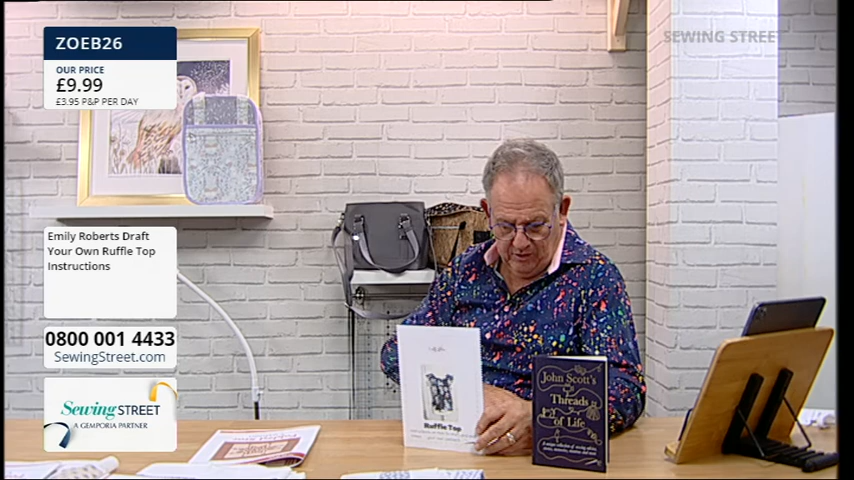 ZOEB26
OUR PRICE
£9.99
£3.95 P&P PER DAY
Emily Roberts Draft
Your Own Ruffle Top
Instructions
0800 001 4433
SewingStreet.com
Sewing STREET
A GEMPORIA PARTNER
SEWING STREET
Ruffle Top
John Scott's
Threads
of Life